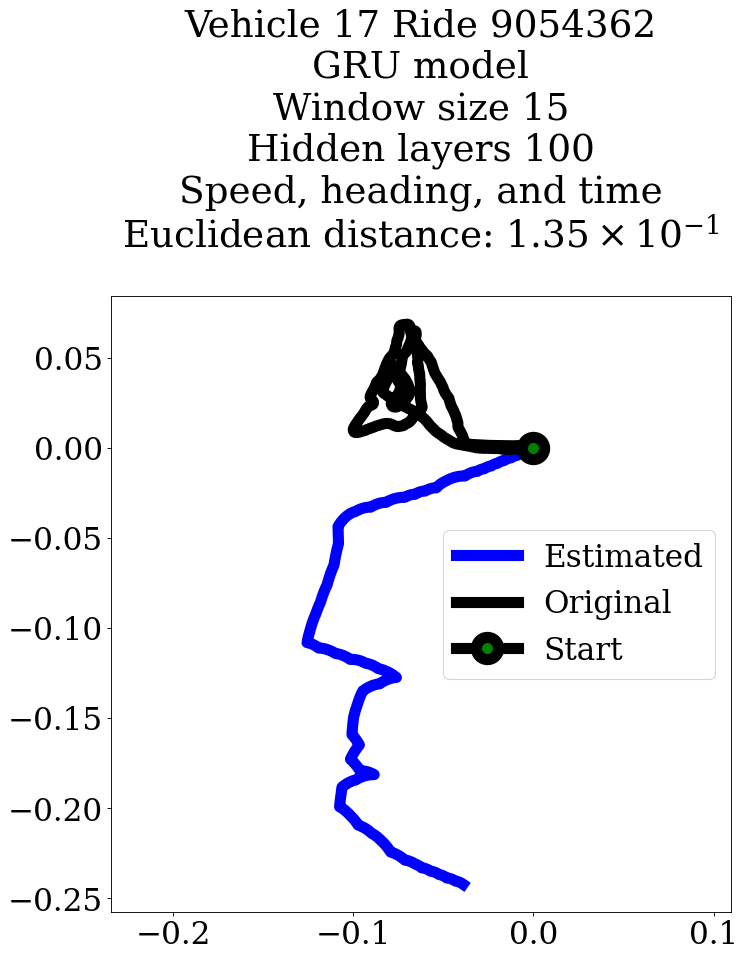 Vehicle 17 Ride 9054362
GRU model
Window size 15
Hidden layers 100
Speed, heading, and time
Euclidean distance: 1.35 × 10⁻¹
0.05
0.00
−0.05
−0.10
−0.15
−0.20
−0.25
Estimated
Original
Start
−0.2 −0.1 0.0 0.1